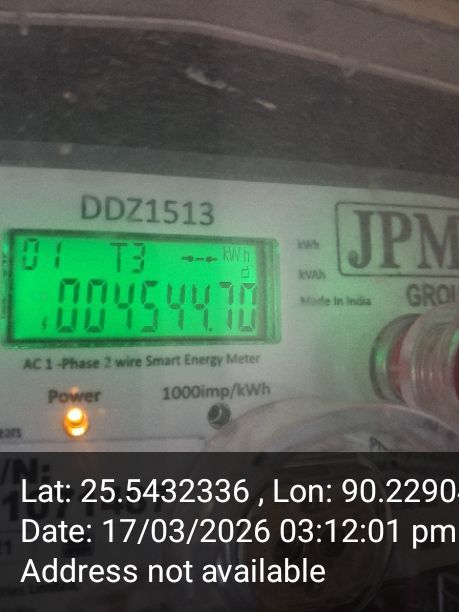 DDZ1513
01 T3 kWh
004544.70
kWh
kVAh
JPM
Made in India
GROU
AC 1 -Phase 2 wire Smart Energy Meter
Power
1000imp/kWh
Lat: 25.5432336 , Lon: 90.2290
Date: 17/03/2026 03:12:01 pm
Address not available